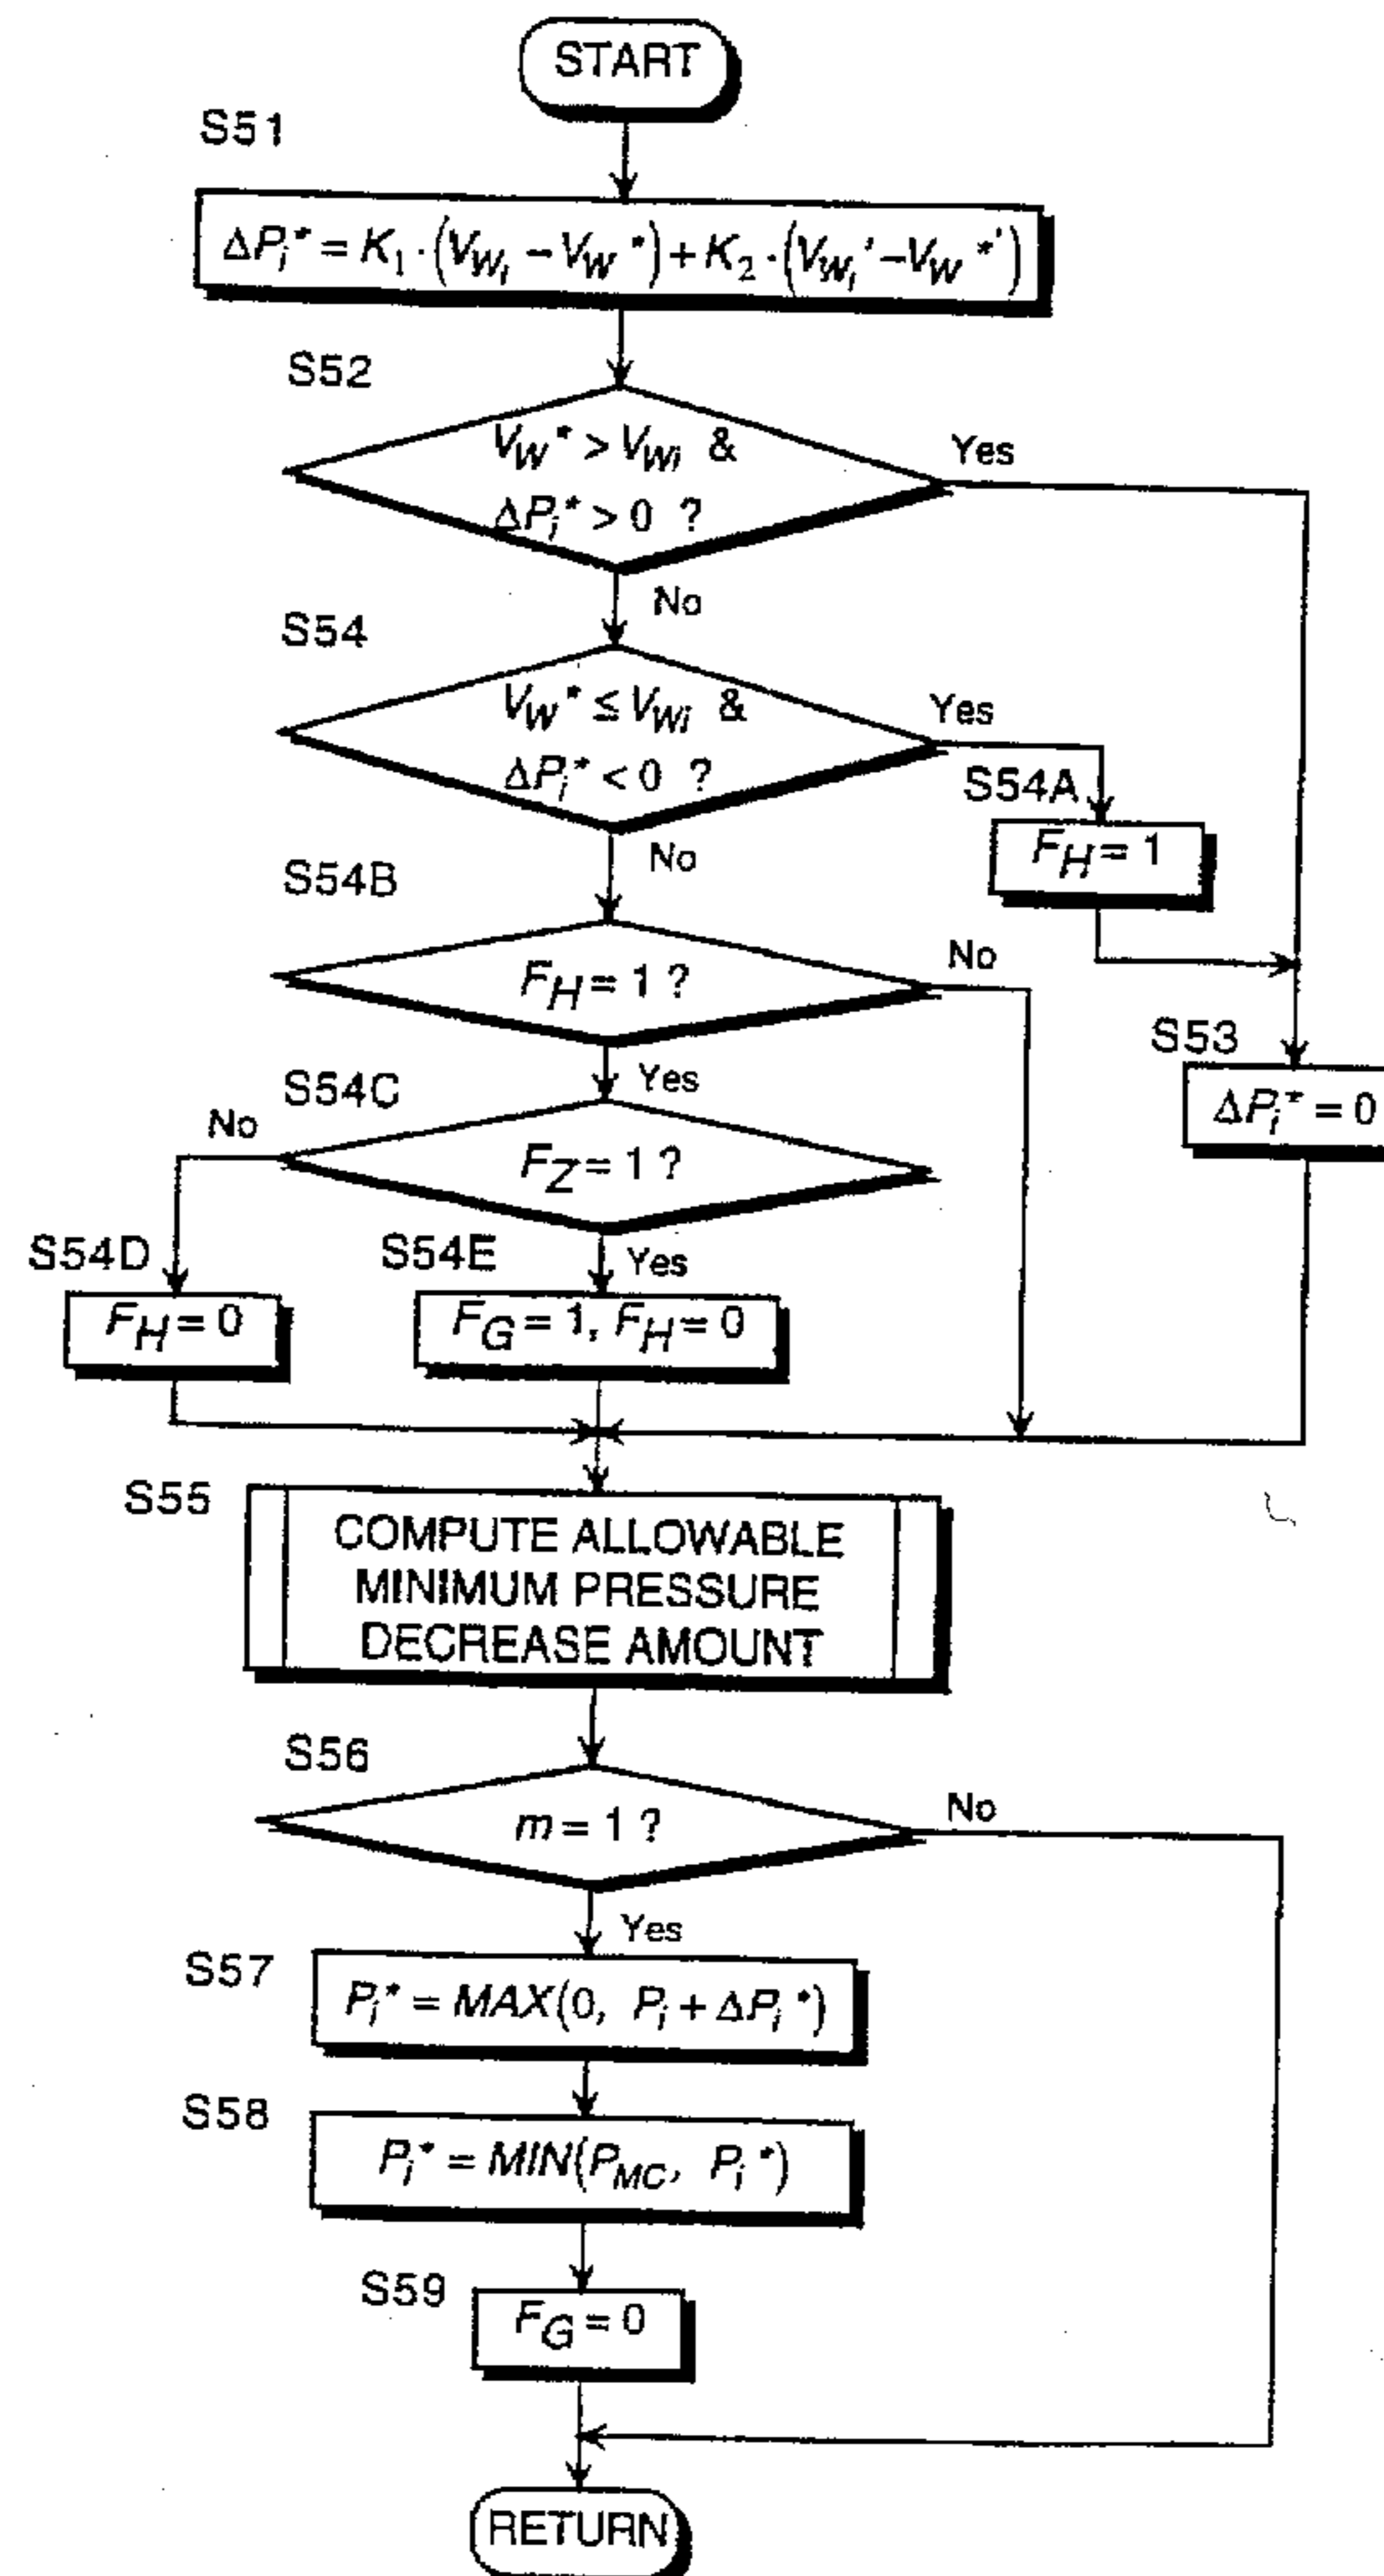 START
S51
ΔPi* = K1·(VWi − VW*) + K2·(VWi' − VW*')
S52
VW* > VWi &
ΔPi* > 0 ?
Yes
No
S54
VW* ≤ VWi &
ΔPi* < 0 ?
Yes
S54A
FH = 1
No
S54B
FH = 1 ?
No
S53
ΔPi* = 0
Yes
S54C
No
FZ = 1 ?
S54D
FH = 0
S54E
Yes
FG = 1, FH = 0
S55
COMPUTE ALLOWABLE
MINIMUM PRESSURE
DECREASE AMOUNT
S56
m = 1 ?
No
Yes
S57
Pi* = MAX(0, Pi + ΔPi*)
S58
Pi* = MIN(PMC, Pi*)
S59
FG = 0
RETURN